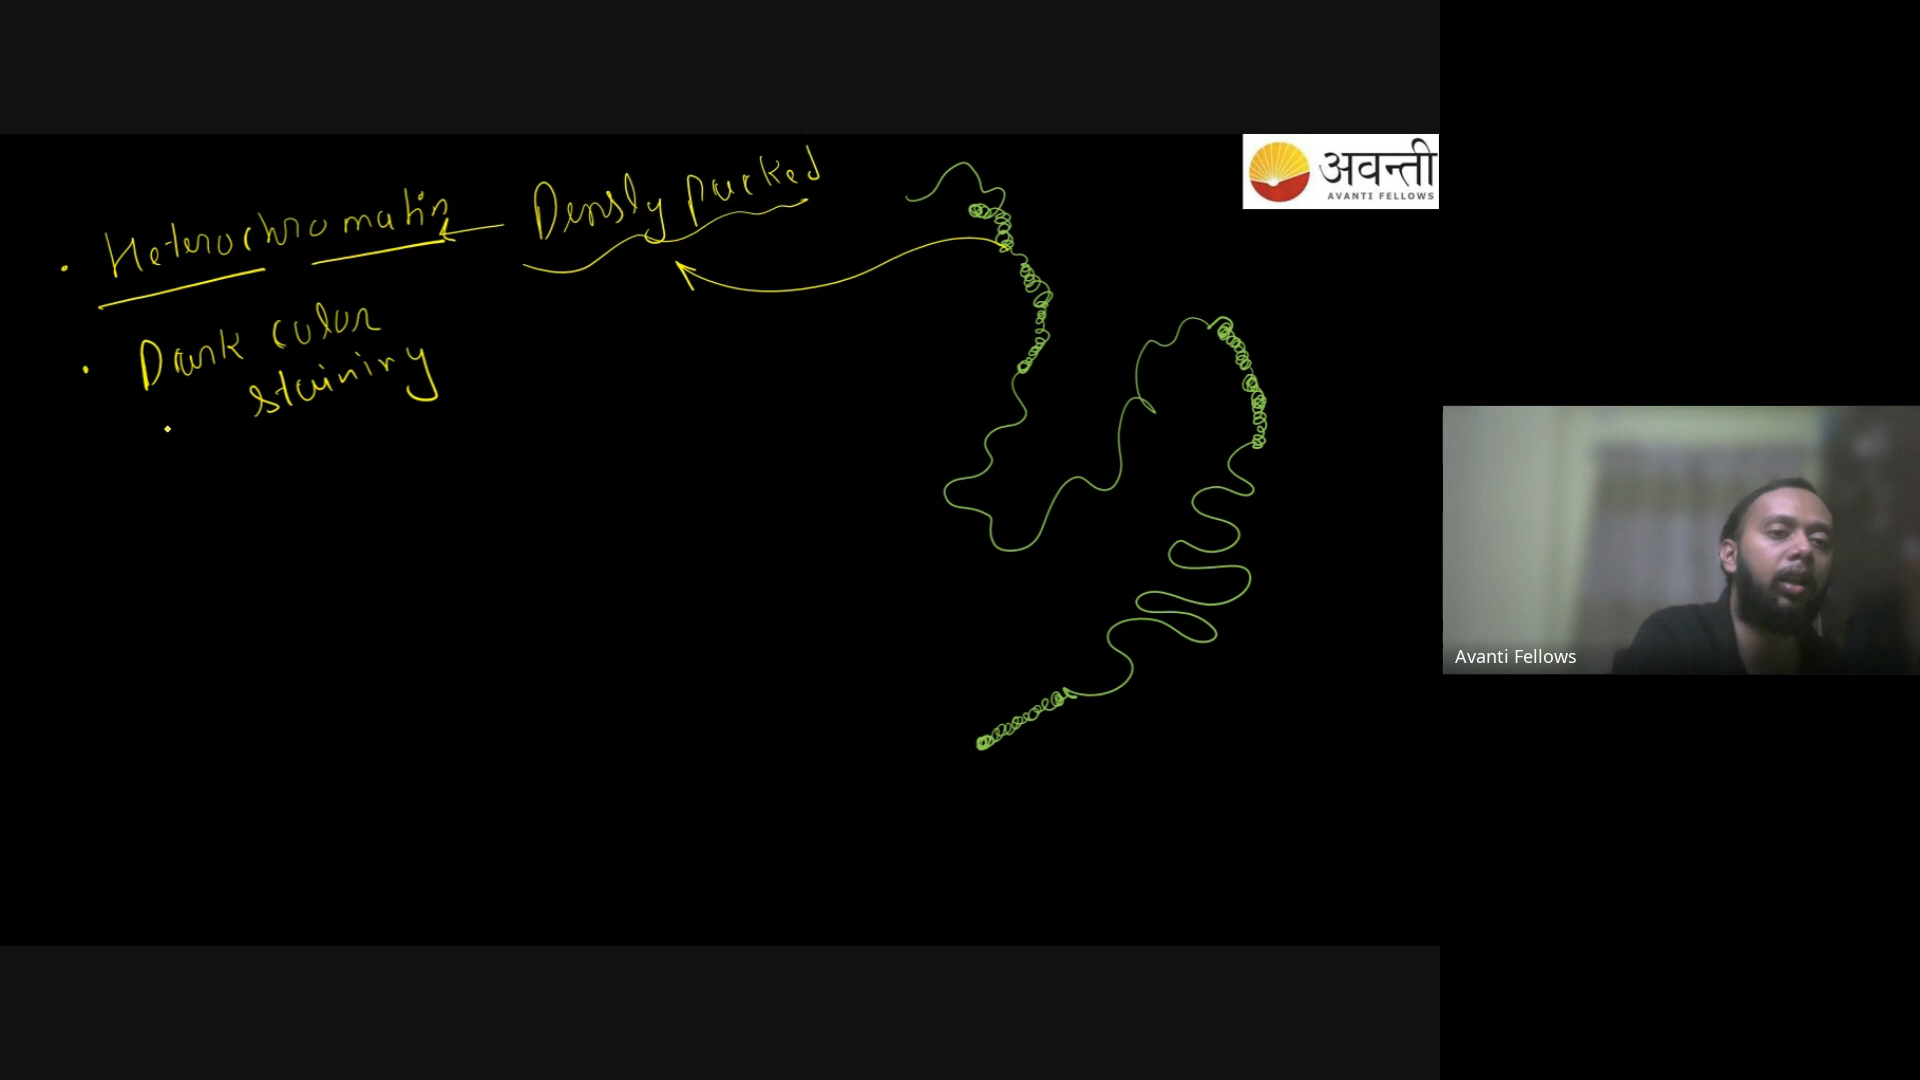 · Heterochromatin ← Densly packed
· Dark color
staining
अवन्ती
AVANTI FELLOWS
Avanti Fellows